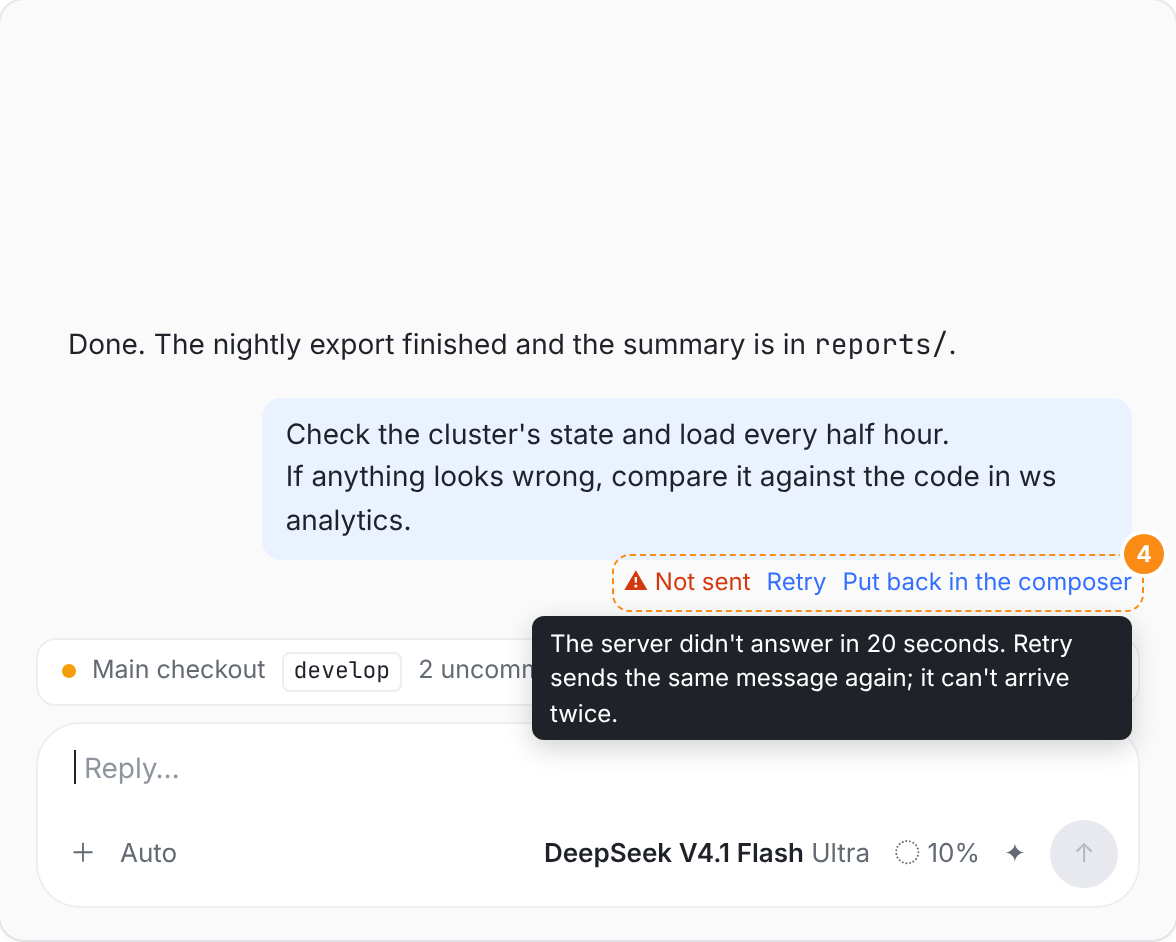 Done. The nightly export finished and the summary is in reports/.
Check the cluster's state and load every half hour.
If anything looks wrong, compare it against the code in ws
analytics.
4
Not sent Retry Put back in the composer
The server didn't answer in 20 seconds. Retry
sends the same message again; it can't arrive
twice.
Main checkout develop 2 uncomm
Reply...
Auto DeepSeek V4.1 Flash Ultra 10%